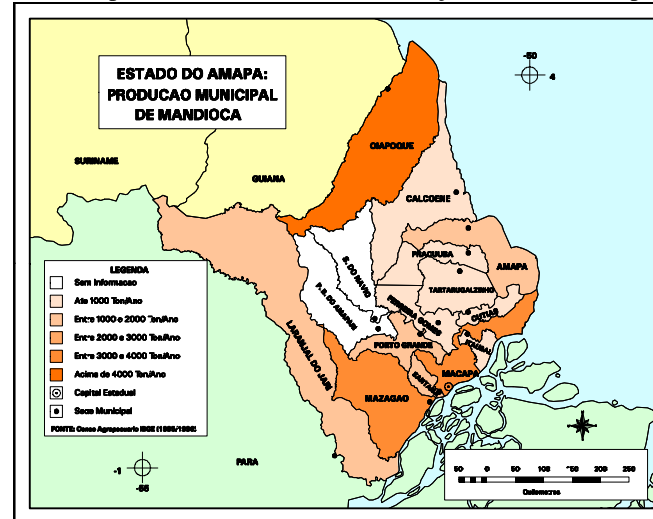 ESTADO DO AMAPA:
PRODUCAO MUNICIPAL
DE MANDIOCA
-50
4
OIAPOQUE
SURINAME
GUIANA
CALCOENE
PRACUUBA
AMAPA
S. DO NAVIO
TARTARUGALZINHO
P. B. DO AMAPARI
FERREIRA GOMES
CUTIAS
ITAUBAL
PORTO GRANDE
LARANJAL DO JARI
MACAPA
SANTANA
MAZAGAO
LEGENDA
Sem Informacao
Até 1000 Ton/Ano
Entre 1000 e 2000 Ton/Ano
Entre 2000 e 3000 Ton/Ano
Entre 3000 e 4000 Ton/Ano
Acima de 4000 Ton/Ano
Capital Estadual
Sede Municipal
FONTE: Censo Agropecuario IBGE (1995/1996)
PARA
-1
-55
50 0 50 100 150 200 250
Quilometros